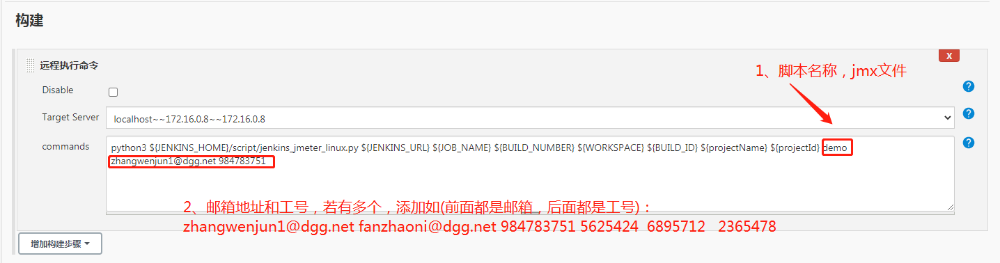 构建
远程执行命令
X
1、脚本名称，jmx文件
Disable
?
Target Server
localhost~~172.16.0.8~~172.16.0.8
?
commands
python3 ${JENKINS_HOME}/script/jenkins_jmeter_linux.py ${JENKINS_URL} ${JOB_NAME} ${BUILD_NUMBER} ${WORKSPACE} ${BUILD_ID} ${projectName} ${projectId} demo
zhangwenjun1@dgg.net 984783751
?
2、邮箱地址和工号，若有多个，添加如(前面都是邮箱，后面都是工号)：
zhangwenjun1@dgg.net fanzhaoni@dgg.net 984783751 5625424 6895712 2365478
增加构建步骤